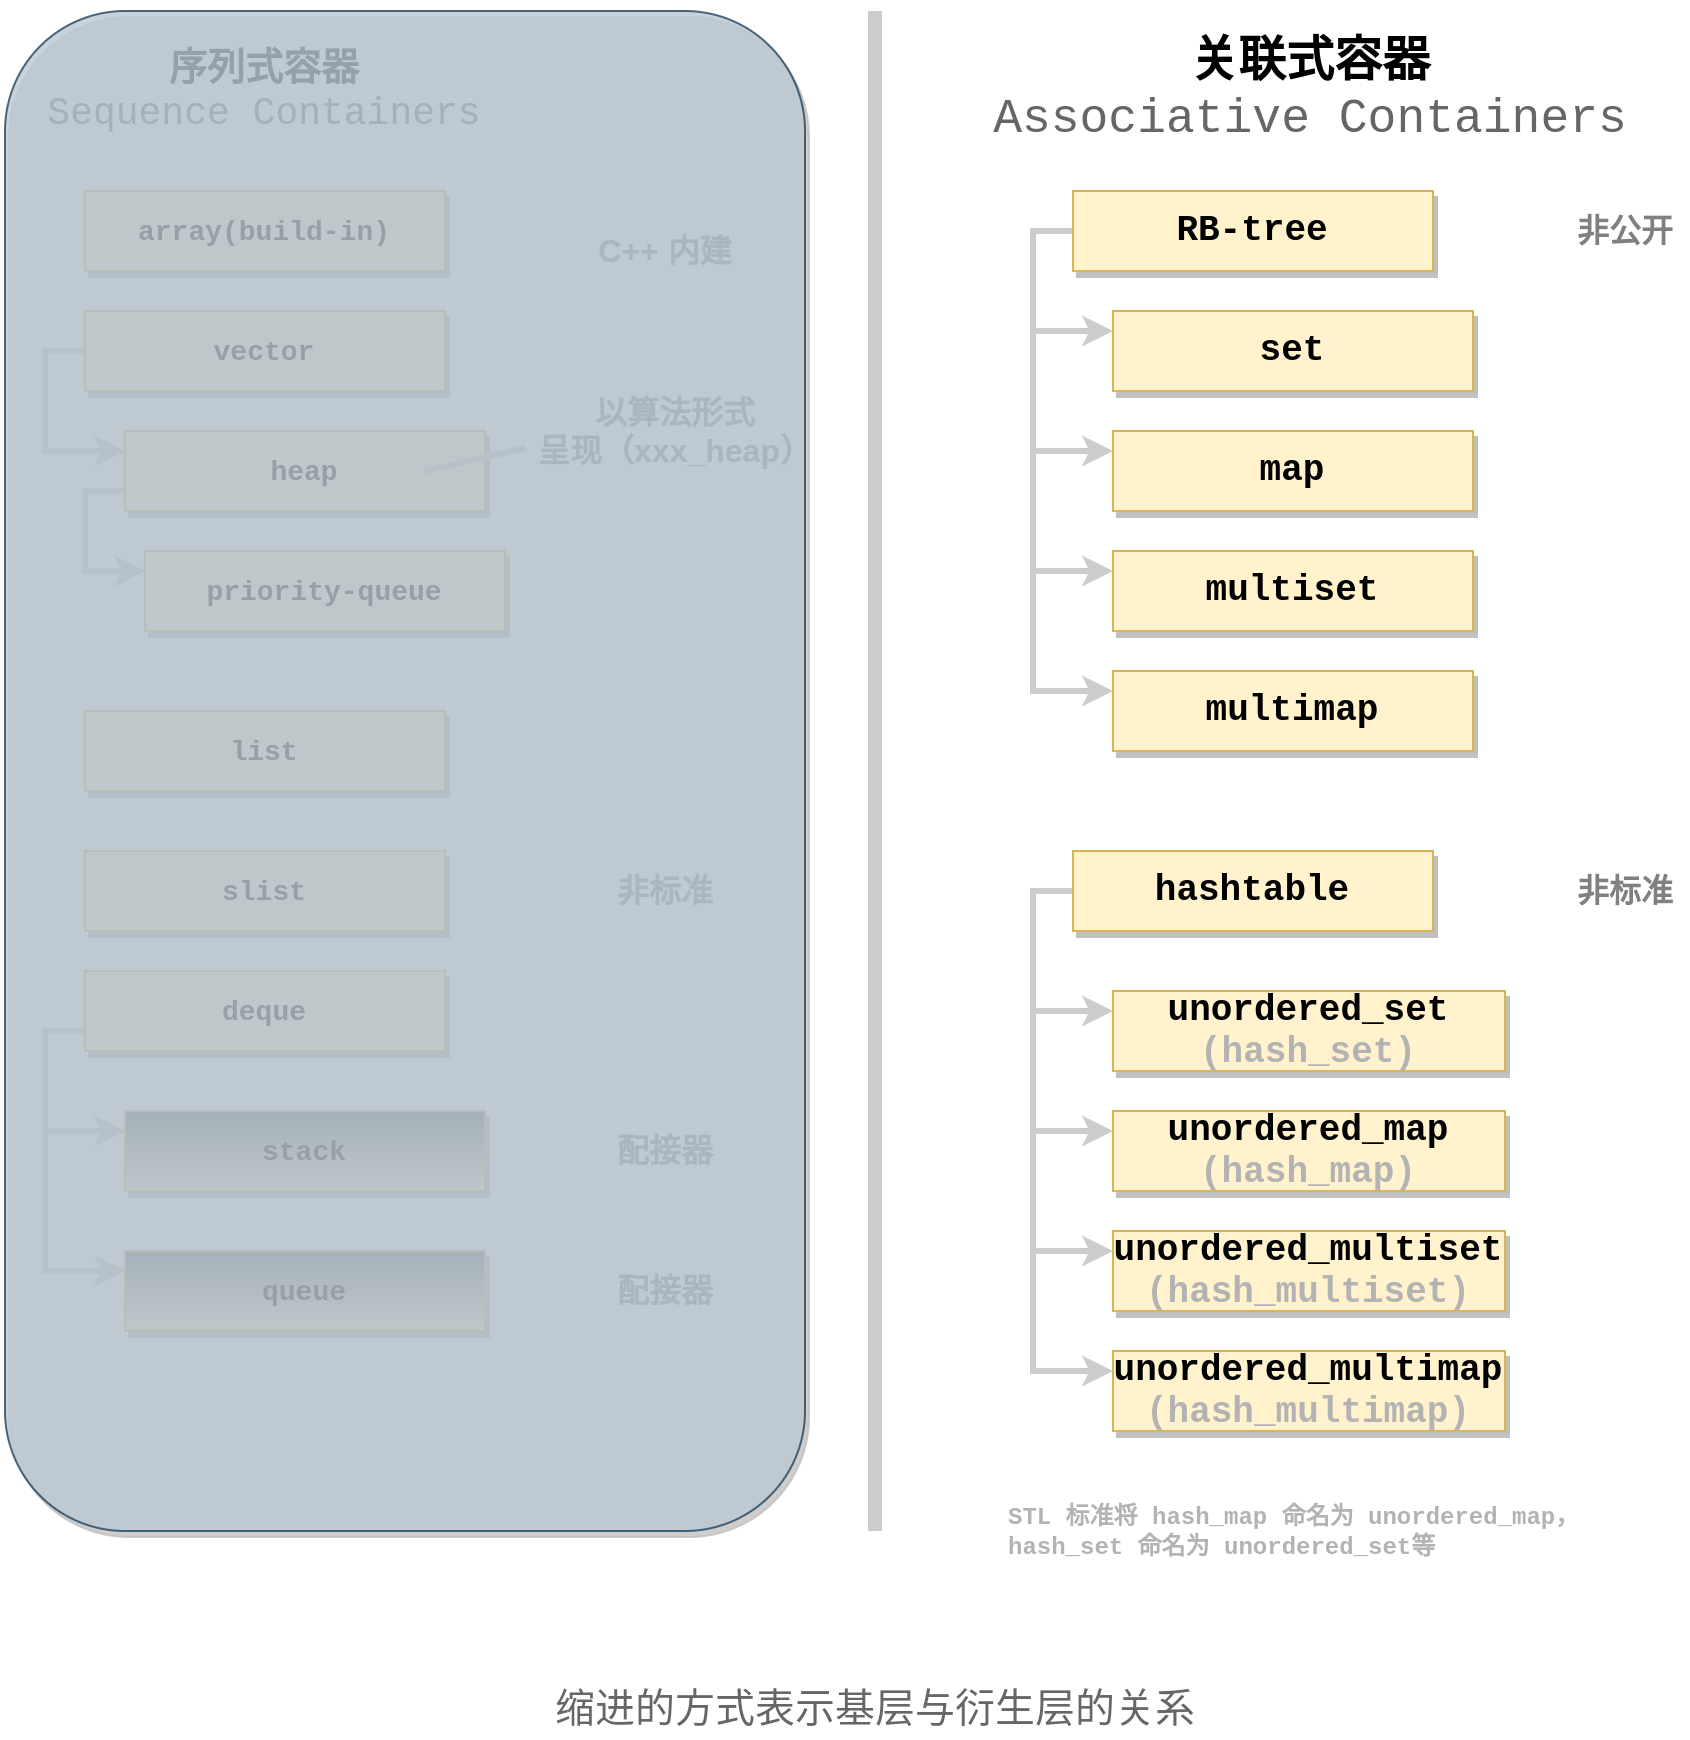 序列式容器
Sequence Containers
array(build-in)
C++ 内建
vector
以算法形式
呈现（xxx_heap）
heap
priority-queue
list
slist
非标准
deque
stack
配接器
queue
配接器
关联式容器
Associative Containers
RB-tree
非公开
set
map
multiset
multimap
hashtable
非标准
unordered_set
(hash_set)
unordered_map
(hash_map)
unordered_multiset
(hash_multiset)
unordered_multimap
(hash_multimap)
STL 标准将 hash_map 命名为 unordered_map，
hash_set 命名为 unordered_set等
缩进的方式表示基层与衍生层的关系